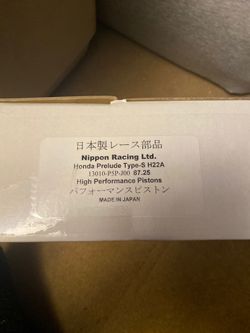 日本製レース部品
Nippon Racing Ltd.
Honda Prelude Type-S H22A
13010-P5P-J00 87.25
High Performance Pistons
パフォーマンスピストン
MADE IN JAPAN